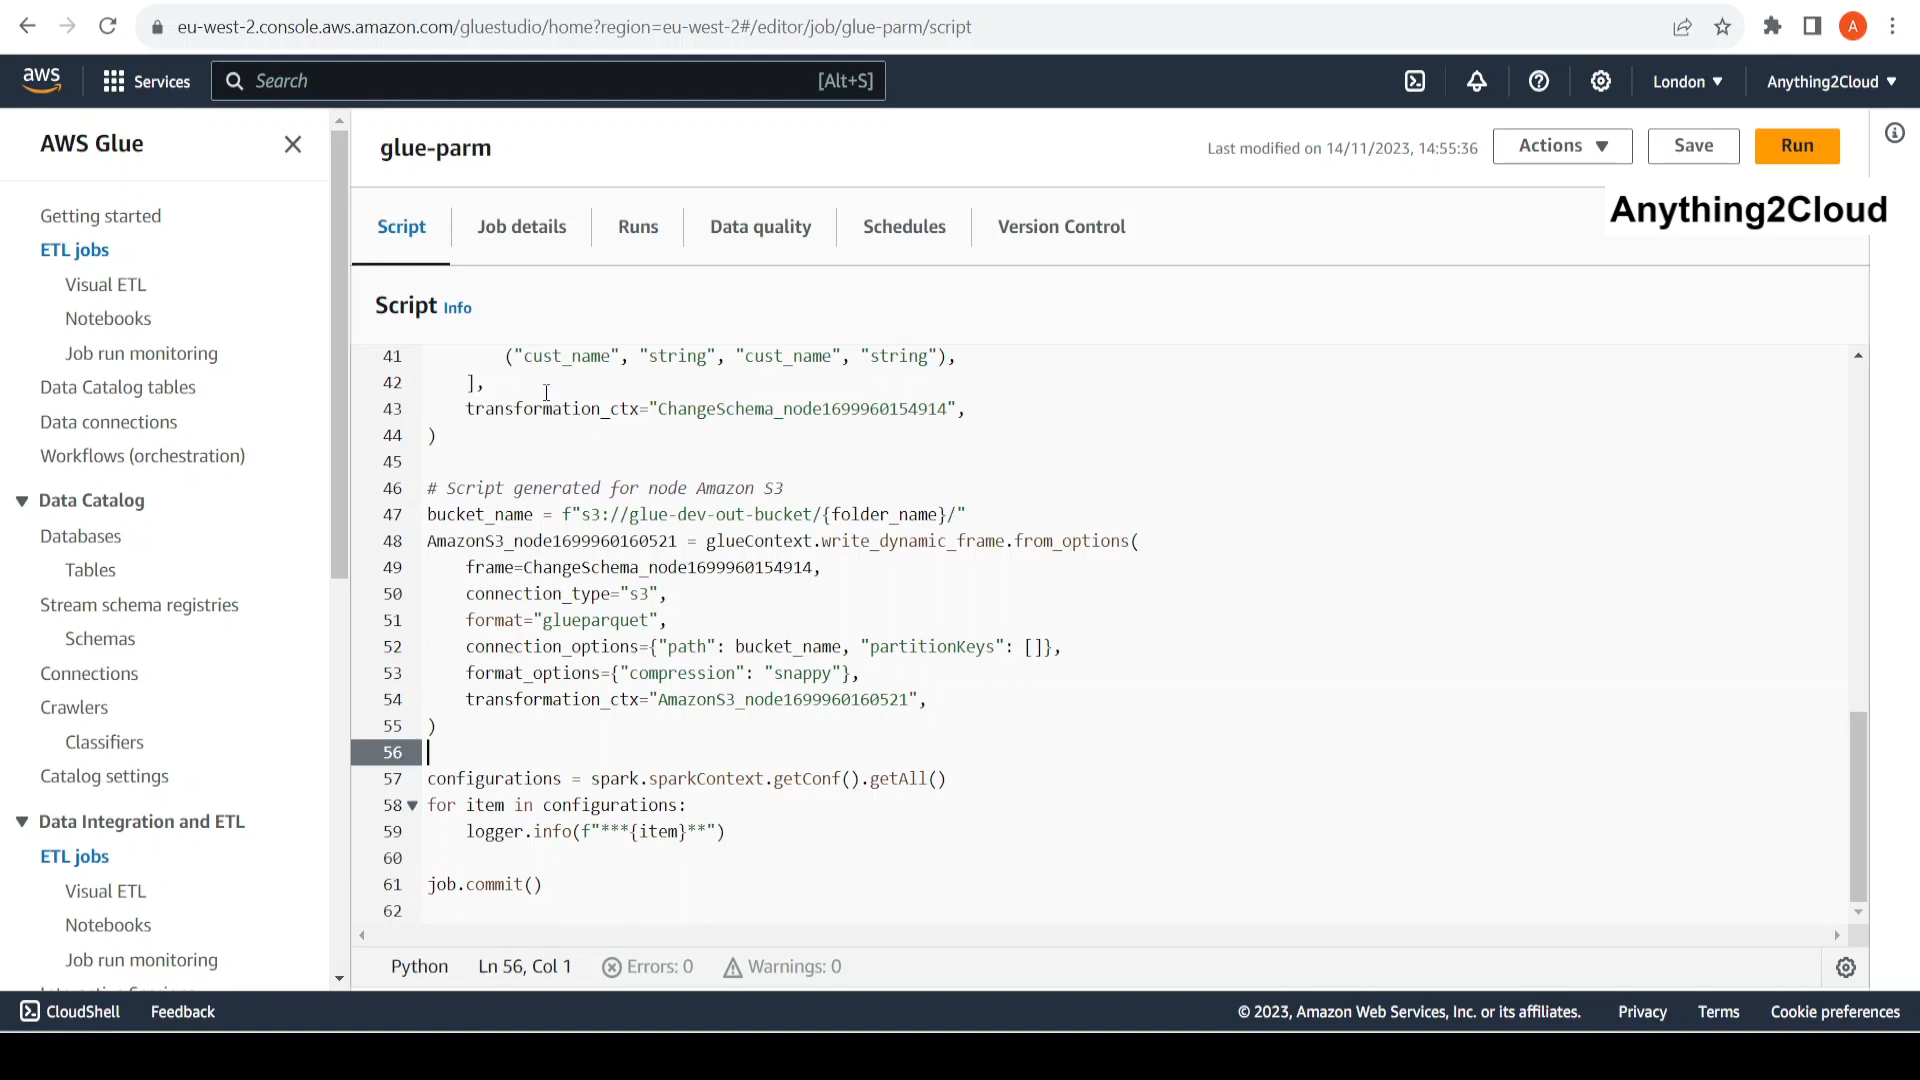 eu-west-2.console.aws.amazon.com/gluestudio/home?region=eu-west-2#/editor/job/glue-parm/script
A
aws
Services
Search
[Alt+S]
London
Anything2Cloud
AWS Glue
Getting started
ETL jobs
Visual ETL
Notebooks
Job run monitoring
Data Catalog tables
Data connections
Workflows (orchestration)
Data Catalog
Databases
Tables
Stream schema registries
Schemas
Connections
Crawlers
Classifiers
Catalog settings
Data Integration and ETL
ETL jobs
Visual ETL
Notebooks
Job run monitoring
glue-parm
Last modified on 14/11/2023, 14:55:36
Actions
Save
Run
Anything2Cloud
Script
Job details
Runs
Data quality
Schedules
Version Control
Script Info
41 ("cust_name", "string", "cust_name", "string"),
42 ],
43 transformation_ctx="ChangeSchema_node1699960154914",
44 )
45
46 # Script generated for node Amazon S3
47 bucket_name = f"s3://glue-dev-out-bucket/{folder_name}/"
48 AmazonS3_node1699960160521 = glueContext.write_dynamic_frame.from_options(
49 frame=ChangeSchema_node1699960154914,
50 connection_type="s3",
51 format="glueparquet",
52 connection_options={"path": bucket_name, "partitionKeys": []},
53 format_options={"compression": "snappy"},
54 transformation_ctx="AmazonS3_node1699960160521",
55 )
56
57 configurations = spark.sparkContext.getConf().getAll()
58 for item in configurations:
59 logger.info(f"***{item}**")
60
61 job.commit()
62
Python
Ln 56, Col 1
Errors: 0
Warnings: 0
CloudShell
Feedback
© 2023, Amazon Web Services, Inc. or its affiliates.
Privacy
Terms
Cookie preferences